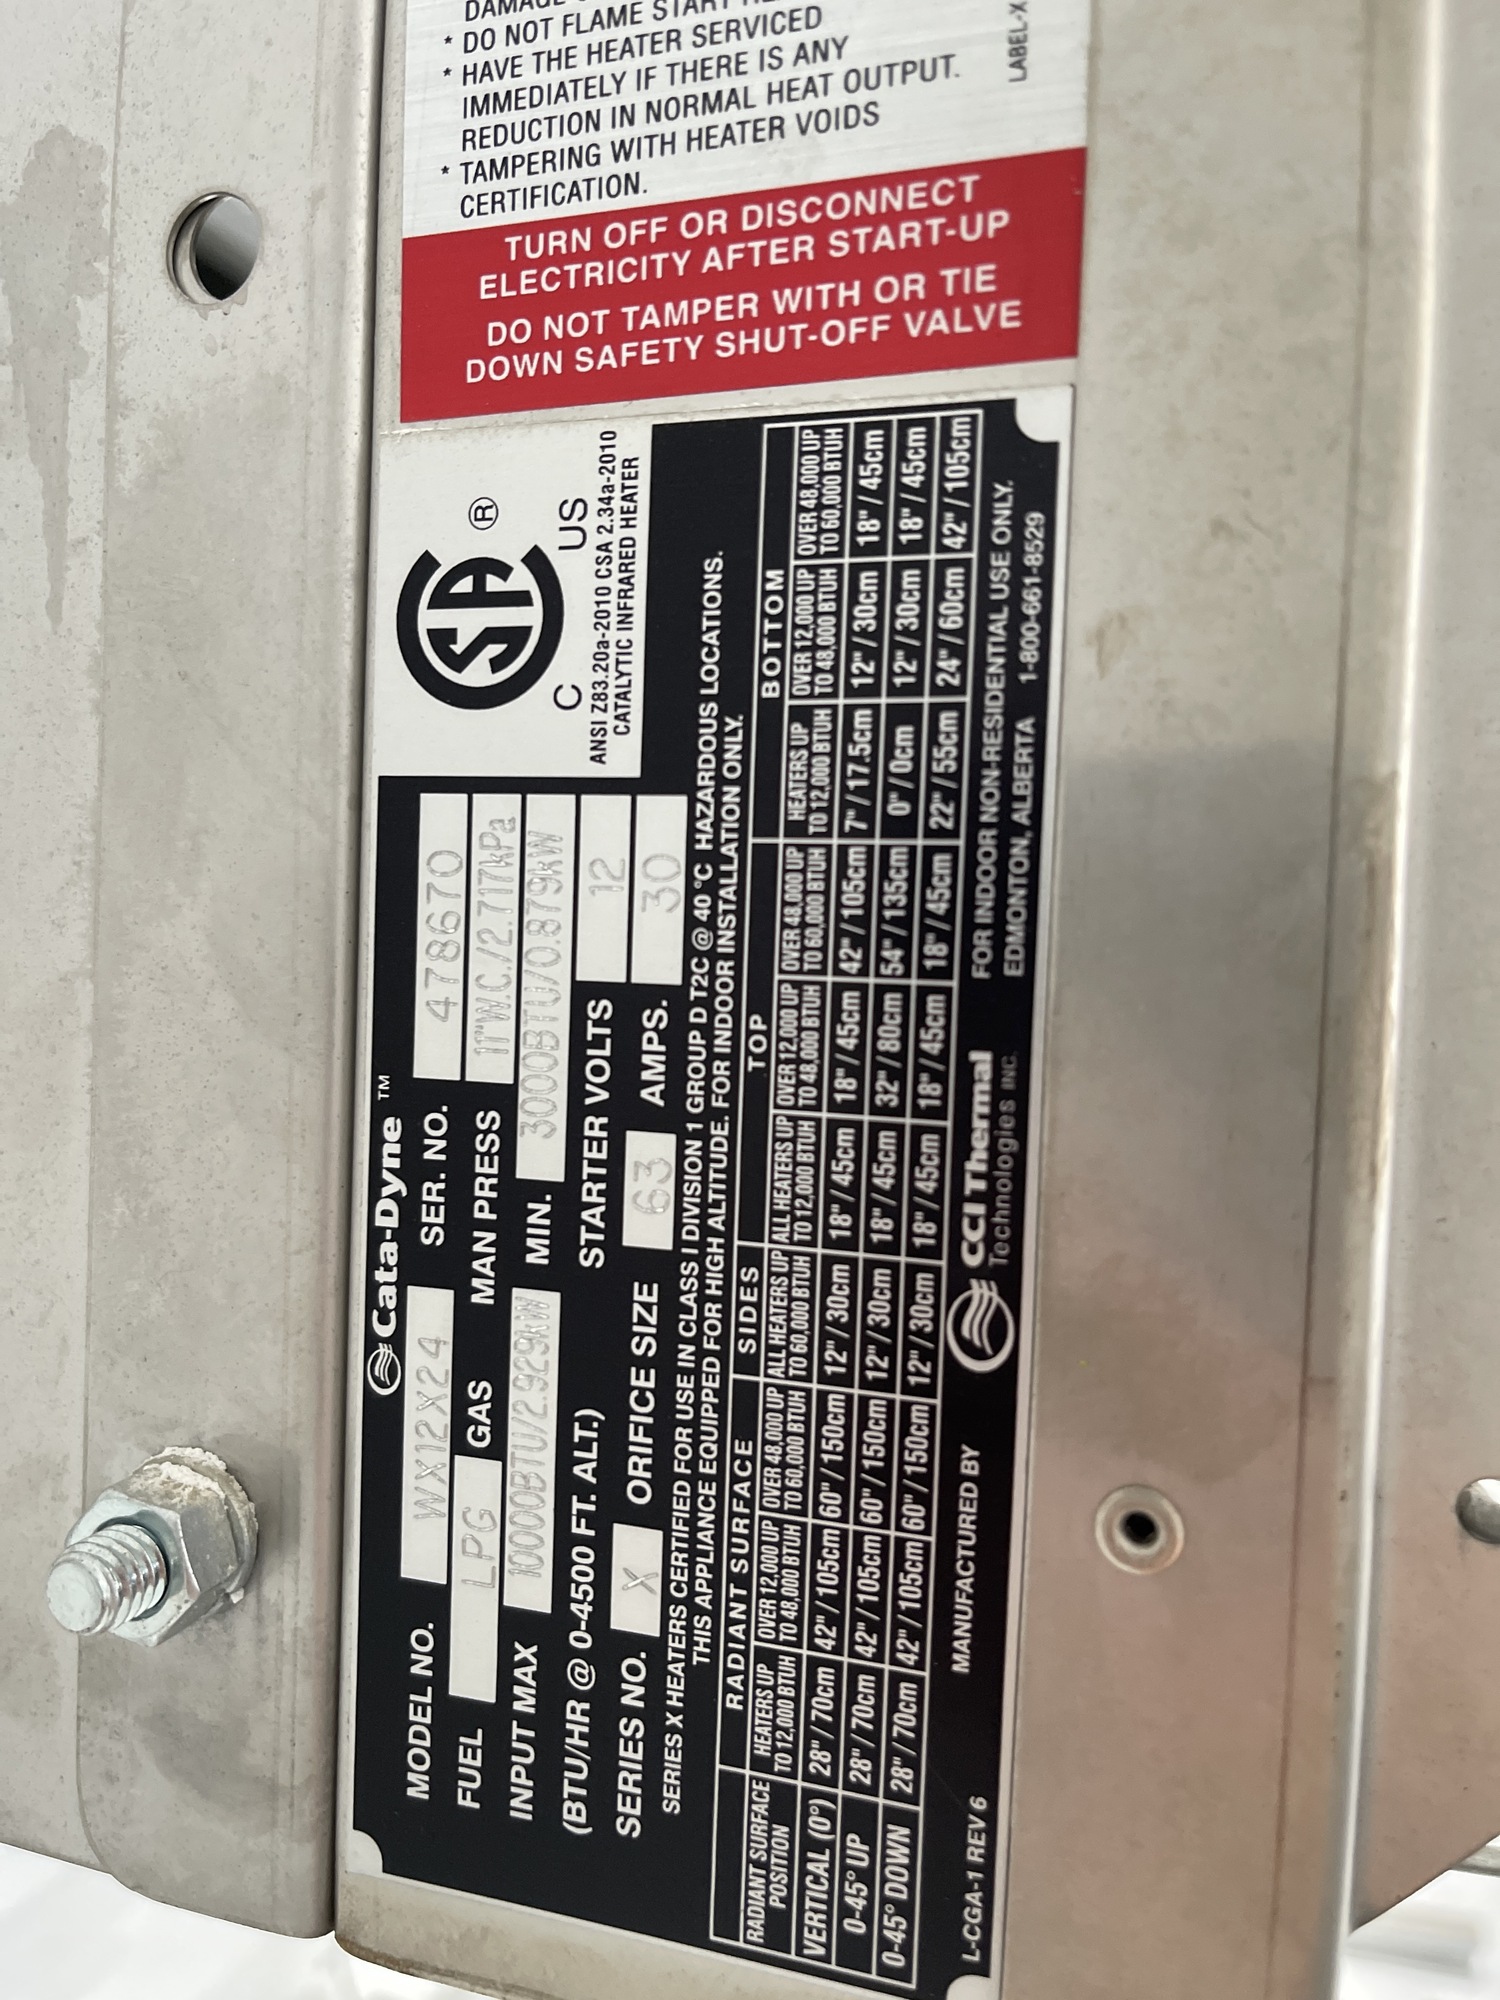 DO NOT FLAME START
* HAVE THE HEATER SERVICED
IMMEDIATELY IF THERE IS ANY
REDUCTION IN NORMAL HEAT OUTPUT.
* TAMPERING WITH HEATER VOIDS
CERTIFICATION.
LABEL-X
TURN OFF OR DISCONNECT
ELECTRICITY AFTER START-UP
DO NOT TAMPER WITH OR TIE
DOWN SAFETY SHUT-OFF VALVE
Cata-Dyne™
MODEL NO. WX12X24 SER. NO. 478670
FUEL LPG GAS MAN PRESS 11"W.C./2.717kPa
INPUT MAX 10000BTU/2.929kW MIN. 3000BTU/0.879kW
(BTU/HR @ 0-4500 FT. ALT.) STARTER VOLTS 12
SERIES NO. X ORIFICE SIZE 63 AMPS. 30
CSA®
C US
ANSI Z83.20a-2010 CSA 2.34a-2010
CATALYTIC INFRARED HEATER
SERIES X HEATERS CERTIFIED FOR USE IN CLASS I DIVISION 1 GROUP D T2C @ 40 °C HAZARDOUS LOCATIONS.
THIS APPLIANCE EQUIPPED FOR HIGH ALTITUDE. FOR INDOOR INSTALLATION ONLY.
RADIANT SURFACE SIDES TOP BOTTOM
RADIANT SURFACE POSITION HEATERS UP TO 12,000 BTUH OVER 12,000 UP TO 48,000 BTUH OVER 48,000 UP TO 60,000 BTUH ALL HEATERS UP TO 60,000 BTUH ALL HEATERS UP TO 12,000 BTUH OVER 12,000 UP TO 48,000 BTUH OVER 48,000 UP TO 60,000 BTUH HEATERS UP TO 12,000 BTUH OVER 12,000 UP TO 48,000 BTUH OVER 48,000 UP TO 60,000 BTUH
VERTICAL (0°) 28" / 70cm 42" / 105cm 60" / 150cm 12" / 30cm 18" / 45cm 18" / 45cm 42" / 105cm 7" / 17.5cm 12" / 30cm 18" / 45cm
0-45° UP 28" / 70cm 42" / 105cm 60" / 150cm 12" / 30cm 18" / 45cm 32" / 80cm 54" / 135cm 0" / 0cm 12" / 30cm 18" / 45cm
0-45° DOWN 28" / 70cm 42" / 105cm 60" / 150cm 12" / 30cm 18" / 45cm 18" / 45cm 18" / 45cm 22" / 55cm 24" / 60cm 42" / 105cm
L-CGA-1 REV 6
MANUFACTURED BY
CCI Thermal
Technologies INC.
FOR INDOOR NON-RESIDENTIAL USE ONLY.
EDMONTON, ALBERTA 1-800-661-8529